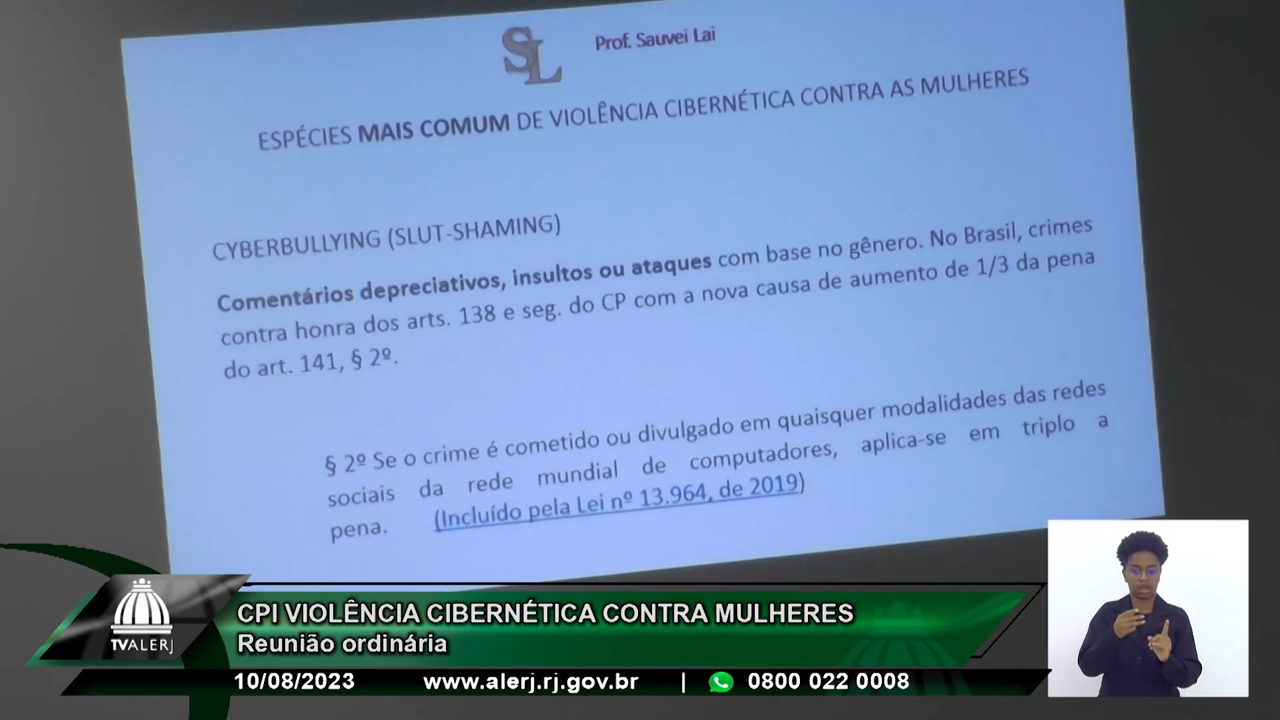 SL
Prof. Sauvei Lai
ESPÉCIES MAIS COMUM DE VIOLÊNCIA CIBERNÉTICA CONTRA AS MULHERES
CYBERBULLYING (SLUT-SHAMING)
Comentários depreciativos, insultos ou ataques com base no gênero. No Brasil, crimes
contra honra dos arts. 138 e seg. do CP com a nova causa de aumento de 1/3 da pena
do art. 141, § 2º.
§ 2º Se o crime é cometido ou divulgado em quaisquer modalidades das redes
sociais da rede mundial de computadores, aplica-se em triplo a
pena. (Incluído pela Lei nº 13.964, de 2019)
TVALERJ
CPI VIOLÊNCIA CIBERNÉTICA CONTRA MULHERES
Reunião ordinária
10/08/2023 www.alerj.rj.gov.br | 0800 022 0008